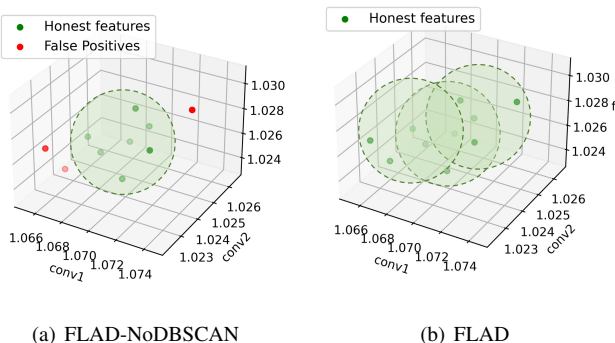 Honest features
False Positives
1.030
1.028
1.026
1.024
1.026
1.025
1.024
1.023
conv2
1.066
1.068
1.070
1.072
1.074
conv1
(a) FLAD-NoDBSCAN
Honest features
1.030
1.028
1.026
1.024
f
1.026
1.025
1.024
1.023
conv2
1.066
1.068
1.070
1.072
1.074
conv1
(b) FLAD